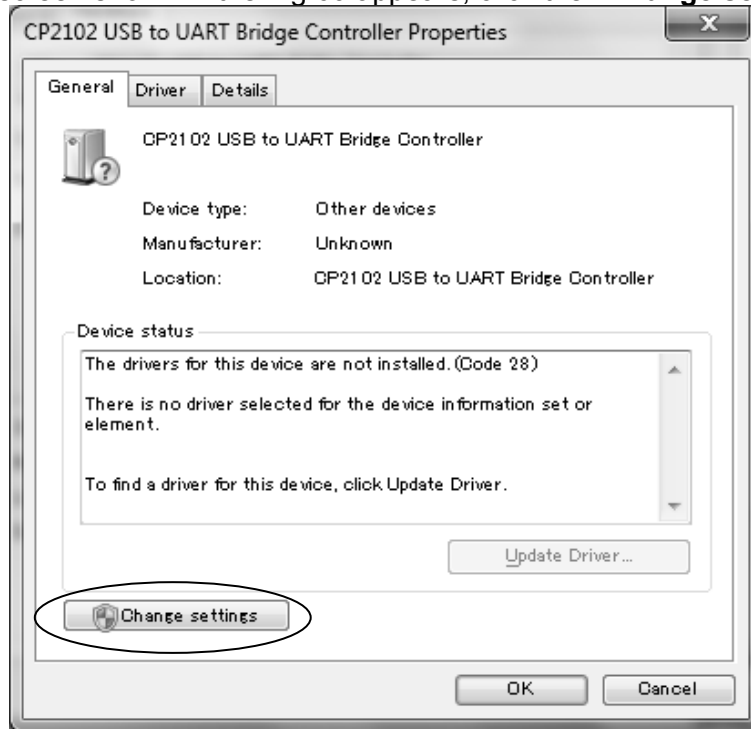 appears,
CP2102 USB to UART Bridge Controller Properties
General Driver Details
CP2102 USB to UART Bridge Controller
Device type: Other devices
Manufacturer: Unknown
Location: CP2102 USB to UART Bridge Controller
Device status
The drivers for this device are not installed. (Code 28)
There is no driver selected for the device information set or
element.
To find a driver for this device, click Update Driver.
Update Driver...
Change settings
OK Cancel